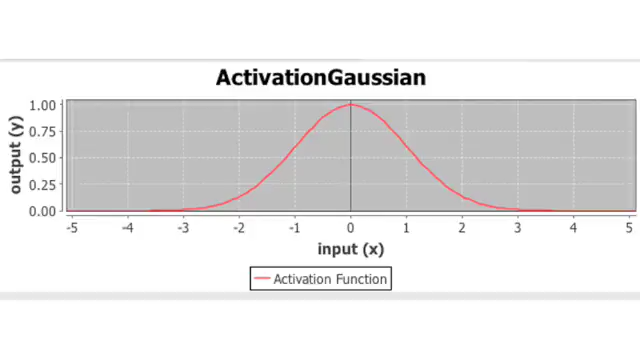 ActivationGaussian
output (y)
1.00
0.75
0.50
0.25
0.00
-5 -4 -3 -2 -1 0 1 2 3 4 5
input (x)
Activation Function